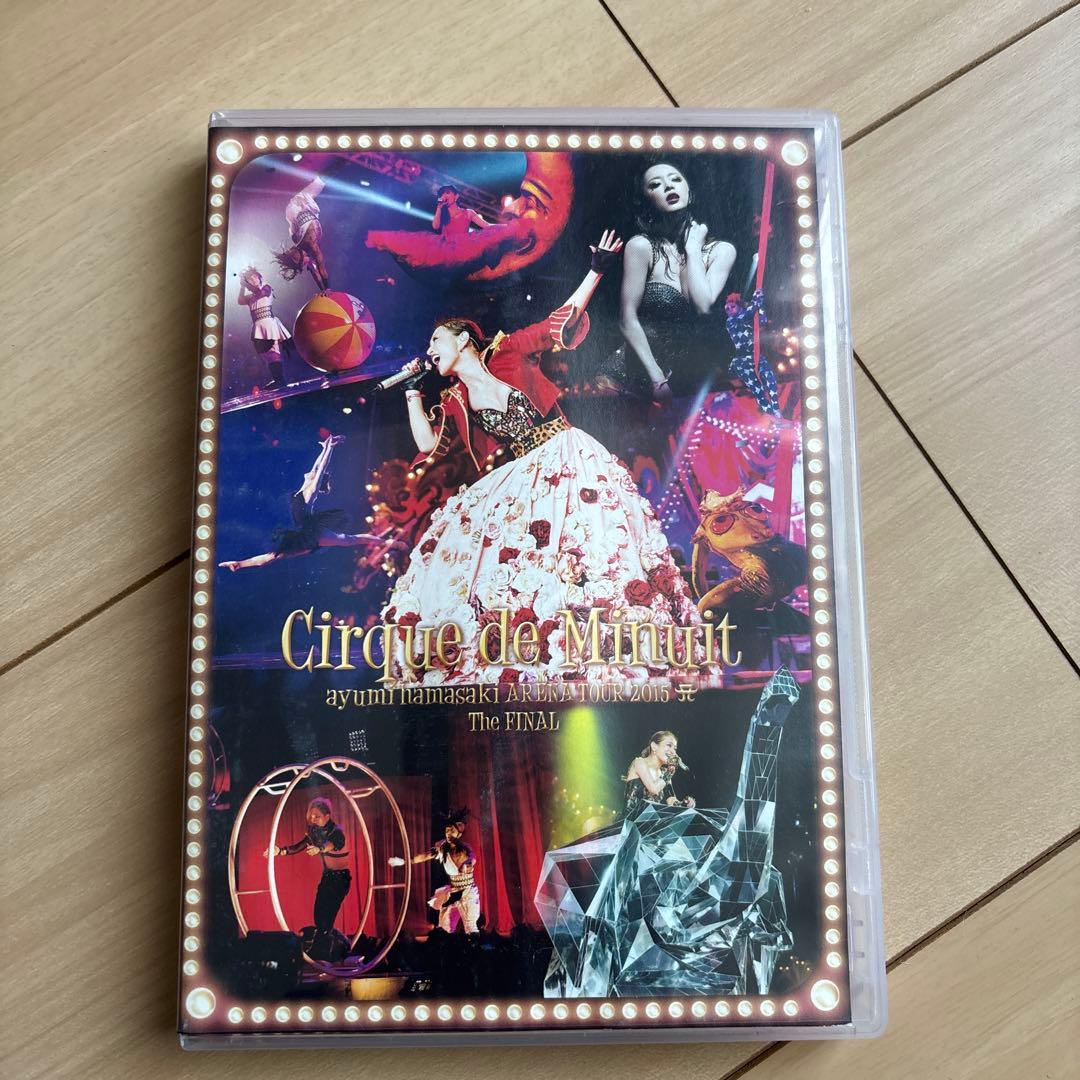 Cirque de Minuit
ayumi hamasaki ARENA TOUR 2015 A
The FINAL